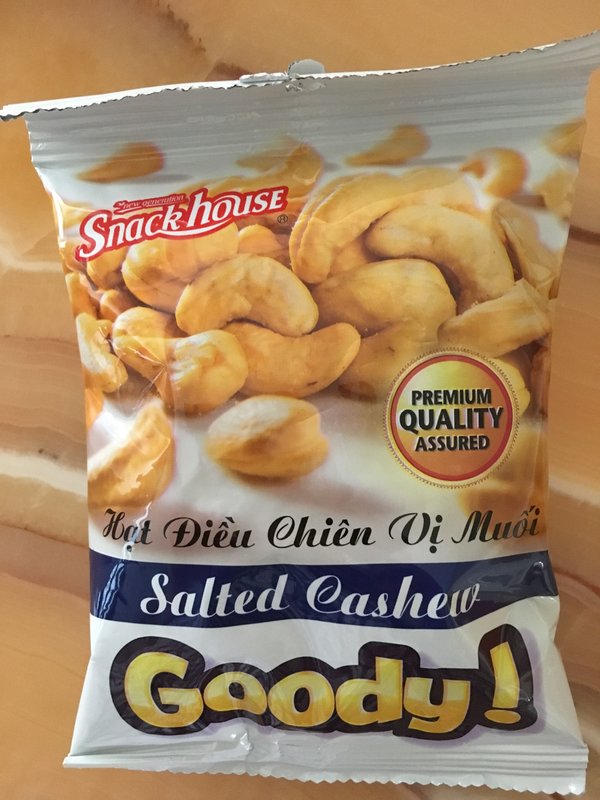 new generation
Snack house ®
PREMIUM
QUALITY
ASSURED
Hạt Điều Chiên Vị Muối
Salted Cashew
Goody!